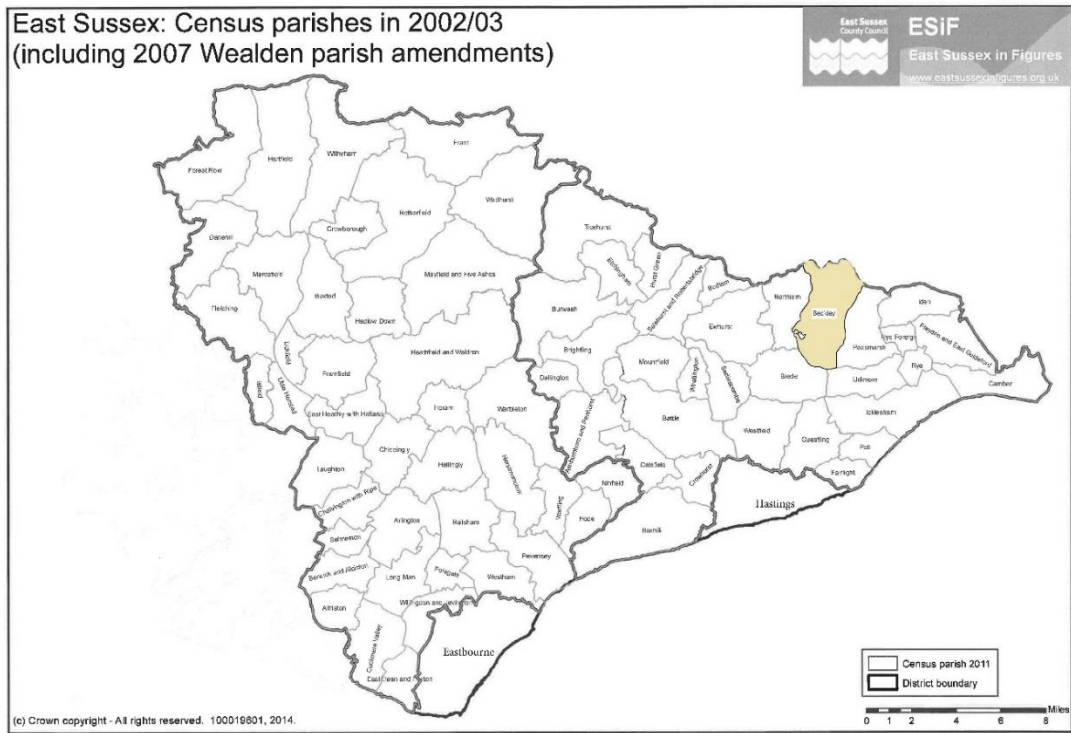 East Sussex: Census parishes in 2002/03
(including 2007 Wealden parish amendments)
East Sussex
County Council
ESiF
East Sussex in Figures
www.eastsussexinfigures.org.uk
Frant
Forest Row
Hartfield
Withyham
Wadhurst
Rotherfield
Crowborough
Danehill
Ticehurst
Maresfield
Mayfield and Five Ashes
Etchingham
Hurst Green
Salehurst and Robertsbridge
Bodiam
Fletching
Buxted
Hadlow Down
Burwash
Northiam
Beckley
Iden
Ewhurst
Rye Foreign
Playden and East Guldeford
Peasmarsh
Uckfield
Heathfield and Waldron
Brightling
Mountfield
Whatlington
Sedlescombe
Brede
Udimore
Rye
Camber
Isfield
Little Horsted
Framfield
Dallington
East Hoathly with Halland
Horam
Warbleton
Ashburnham and Penhurst
Battle
Westfield
Icklesham
Guestling
Pett
Fairlight
Laughton
Chiddingly
Hellingly
Herstmonceux
Catsfield
Crowhurst
Ninfield
Hastings
Chalvington with Ripe
Wartling
Hooe
Bexhill
Arlington
Hailsham
Selmeston
Pevensey
Berwick and Alciston
Long Man
Polegate
Westham
Alfriston
Willingdon and Jevington
Cuckmere Valley
Eastbourne
East Dean and Friston
Census parish 2011
District boundary
Miles
0 1 2 4 6 8
(c) Crown copyright - All rights reserved. 100019601, 2014.